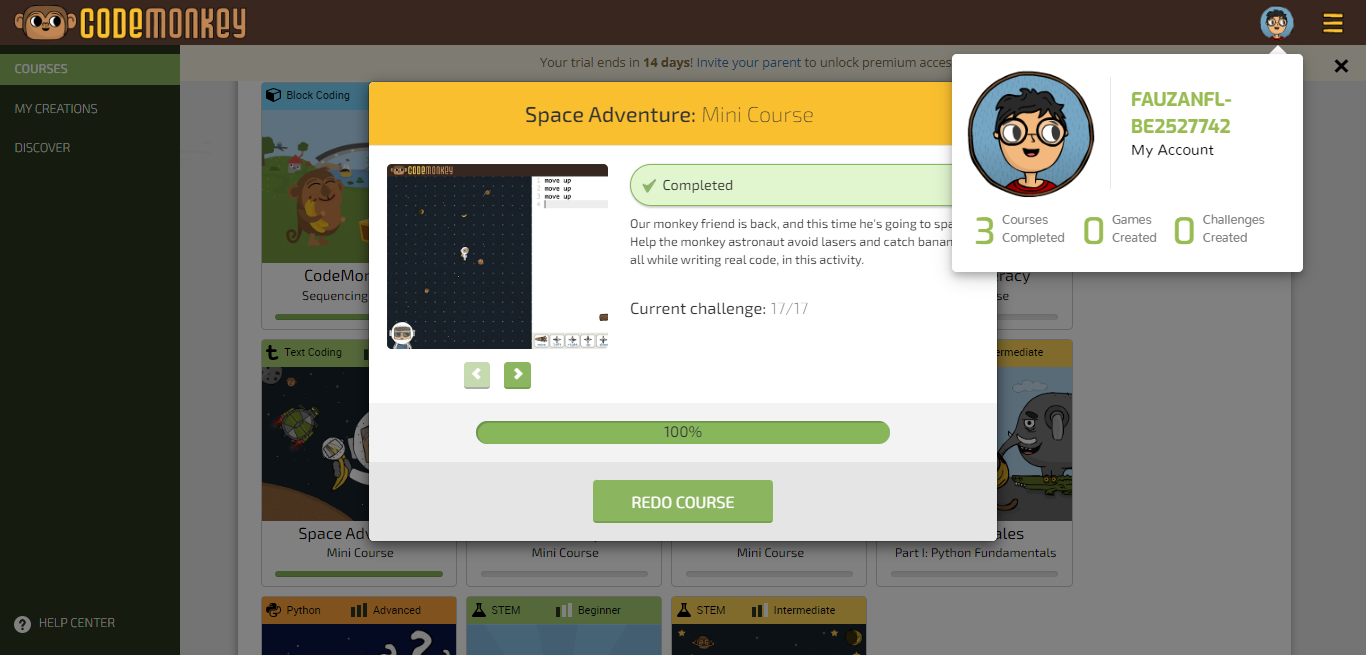 CODEMONKEY
COURSES
MY CREATIONS
DISCOVER
HELP CENTER
Your trial ends in 14 days! Invite your parent to unlock premium acces
FAUZANFL-
BE2527742
My Account
3 Courses Completed
0 Games Created
0 Challenges Created
Space Adventure: Mini Course
CODEMONKEY
1 move up
2 move up
3 move up
4
Completed
Our monkey friend is back, and this time he's going to spa
Help the monkey astronaut avoid lasers and catch banan
all while writing real code, in this activity.
Current challenge: 17/17
100%
REDO COURSE
Block Coding
CodeMon
Sequencing
racy
se
Text Coding
ermediate
Space Adv
Mini Course
Mini Course
Mini Course
ales
Part I: Python Fundamentals
Python Advanced
STEM Beginner
STEM Intermediate